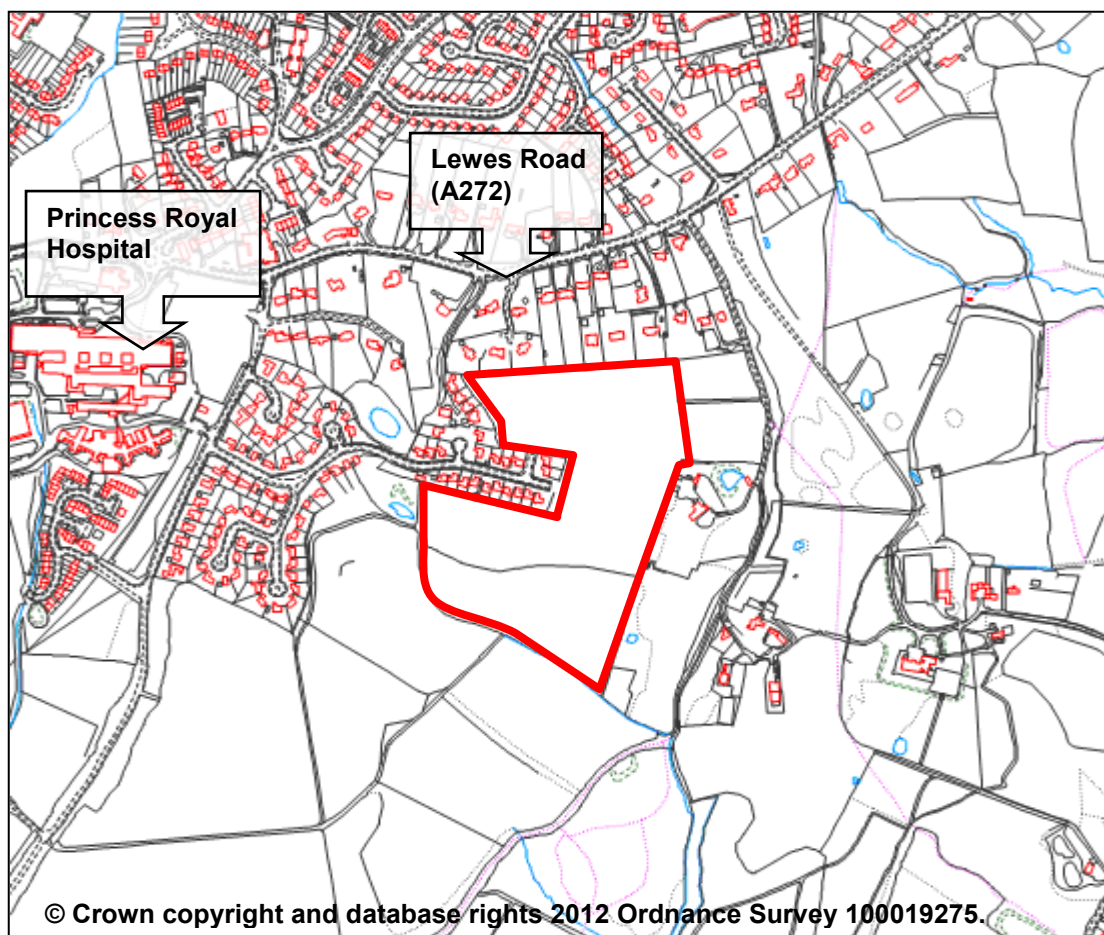 Lewes Road
(A272)
Princess Royal
Hospital
© Crown copyright and database rights 2012 Ordnance Survey 100019275.